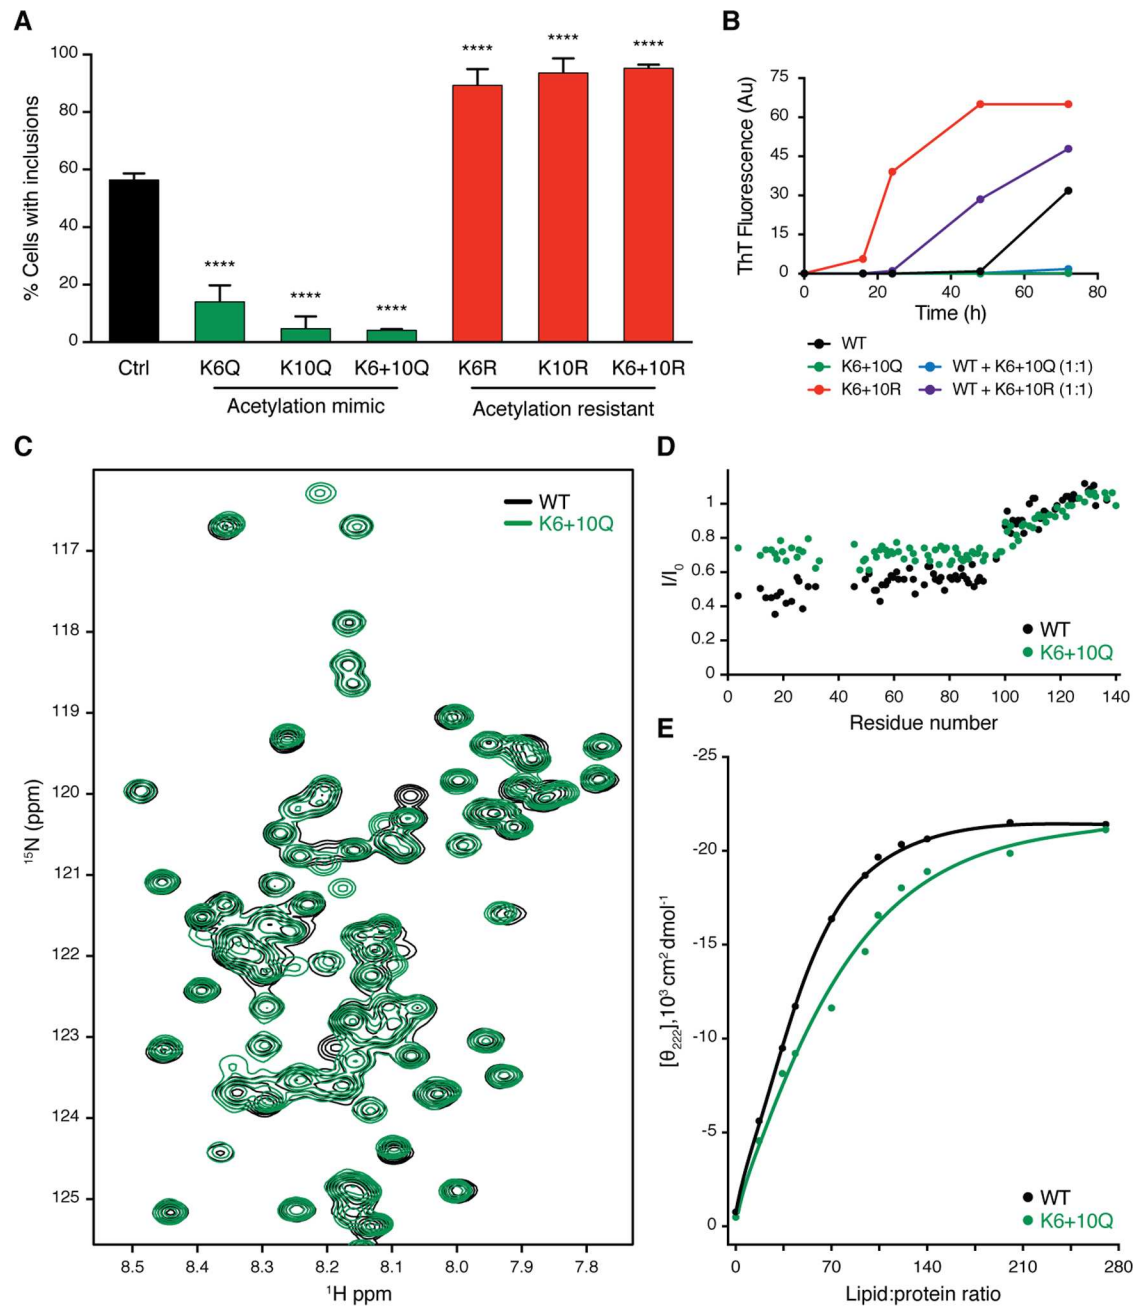 A
% Cells with inclusions
100
80
60
40
20
0
****
****
****
****
****
****
Ctrl
K6Q
K10Q
K6+10Q
K6R
K10R
K6+10R
Acetylation mimic
Acetylation resistant
B
ThT Fluorescence (Au)
75
60
45
30
15
0
0
20
40
60
80
Time (h)
WT
K6+10Q
WT + K6+10Q (1:1)
K6+10R
WT + K6+10R (1:1)
C
WT
K6+10Q
117
118
119
120
121
122
123
124
125
¹⁵N (ppm)
8.5
8.4
8.3
8.2
8.1
8.0
7.9
7.8
¹H ppm
D
I/I₀
1
0.8
0.6
0.4
0.2
0
0
20
40
60
80
100
120
140
Residue number
WT
K6+10Q
E
[θ₂₂₂],10³ cm² dmol⁻¹
-25
-20
-15
-10
-5
0
0
70
140
210
280
Lipid:protein ratio
WT
K6+10Q